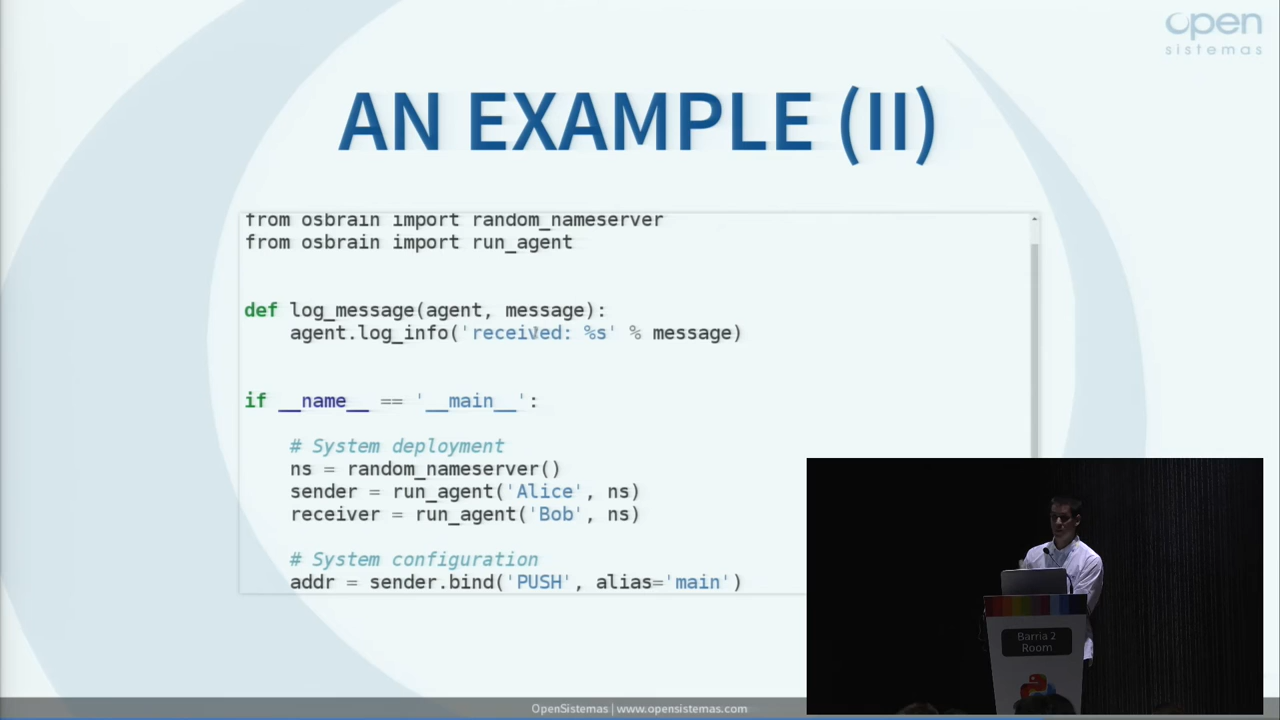 open
sistemas
AN EXAMPLE (II)
from osbrain import random_nameserver
from osbrain import run_agent
def log_message(agent, message):
    agent.log_info('received: %s' % message)
if __name__ == '__main__':
    # System deployment
    ns = random_nameserver()
    sender = run_agent('Alice', ns)
    receiver = run_agent('Bob', ns)
    # System configuration
    addr = sender.bind('PUSH', alias='main')
Barria 2
Room
OpenSistemas | www.opensistemas.com